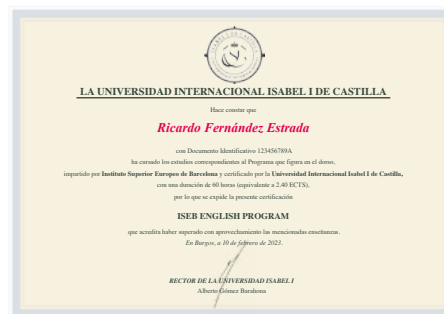 LA UNIVERSIDAD INTERNACIONAL ISABEL I DE CASTILLA
Hace constar que
Ricardo Fernández Estrada
con Documento Identificativo 123456789A
ha cursado los estudios correspondientes al Programa que figura en el dorso,
impartido por Instituto Superior Europeo de Barcelona y certificado por la Universidad Internacional Isabel I de Castilla,
con una duración de 60 horas (equivalente a 2.40 ECTS),
por lo que se expide la presente certificación
ISEB ENGLISH PROGRAM
que acredita haber superado con aprovechamiento las mencionadas enseñanzas.
En Burgos, a 10 de febrero de 2023.
RECTOR DE LA UNIVERSIDAD ISABEL I
Alberto Gómez Barahona